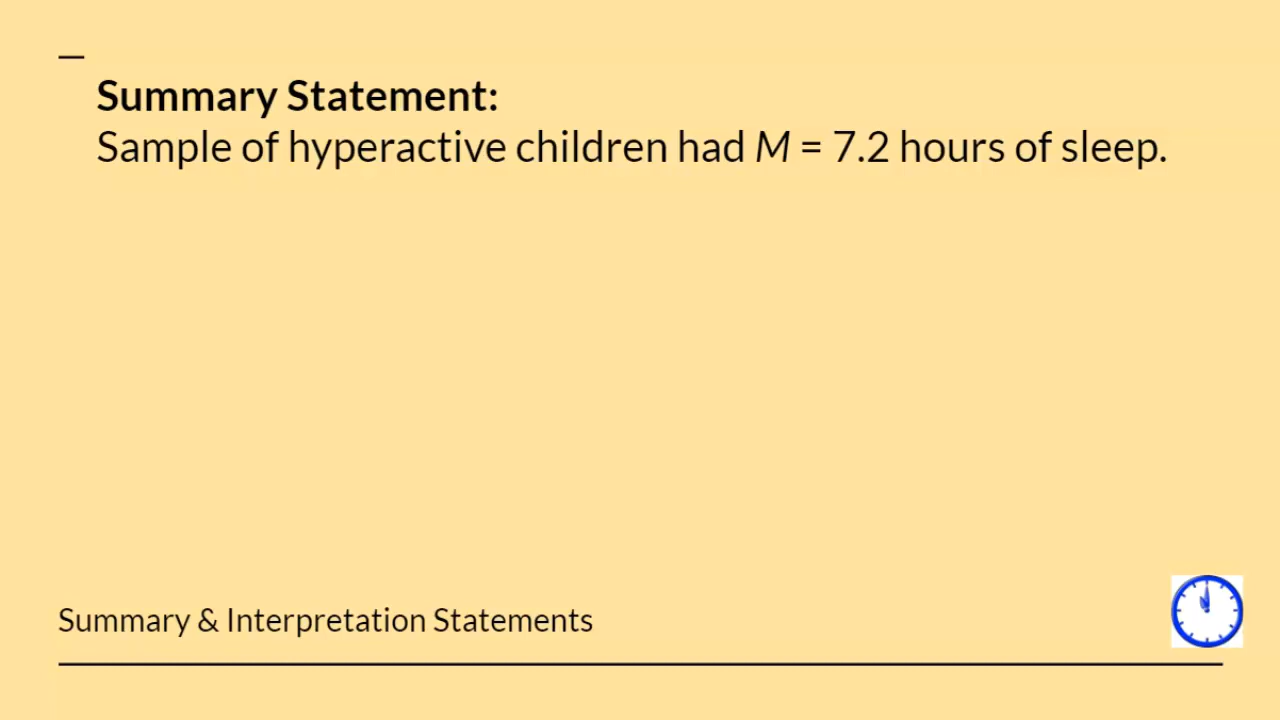 Summary Statement:
Sample of hyperactive children had M = 7.2 hours of sleep.
Summary & Interpretation Statements